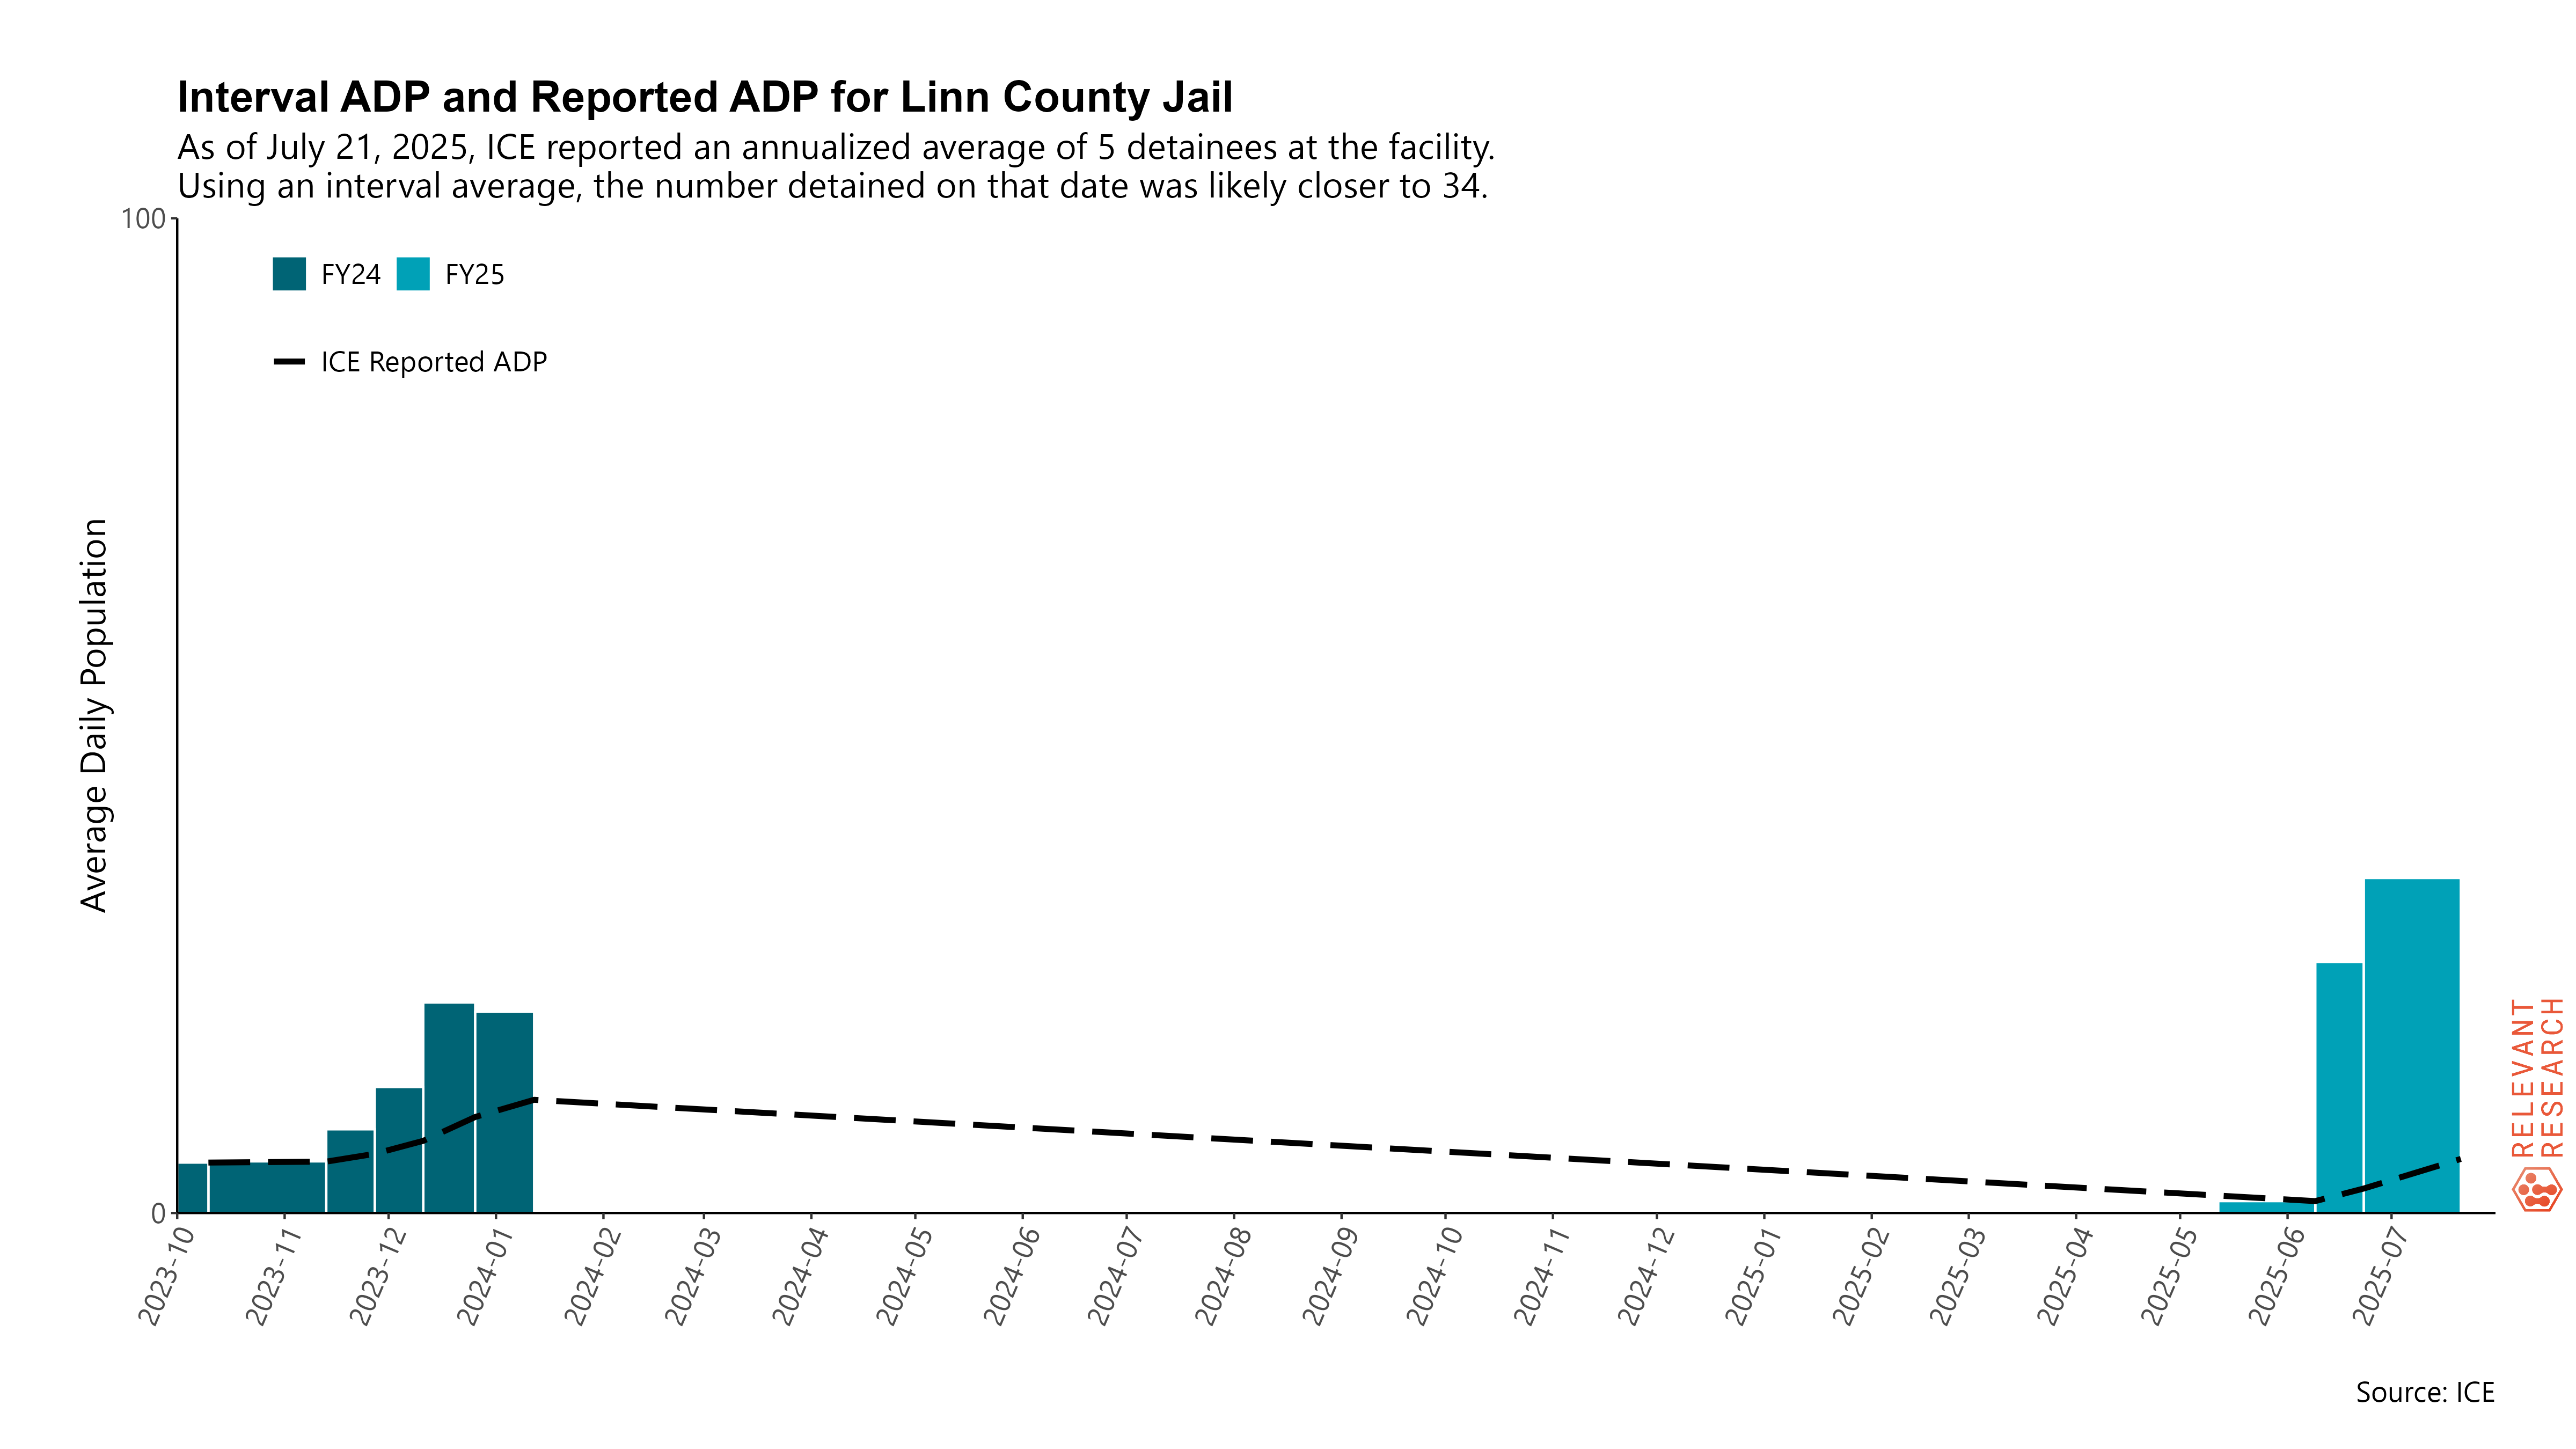 Interval ADP and Reported ADP for Linn County Jail
As of July 21, 2025, ICE reported an annualized average of 5 detainees at the facility.
Using an interval average, the number detained on that date was likely closer to 34.
100
FY24 FY25
ICE Reported ADP
Average Daily Population
0
2023-10 2023-11 2023-12 2024-01 2024-02 2024-03 2024-04 2024-05 2024-06 2024-07 2024-08 2024-09 2024-10 2024-11 2024-12 2025-01 2025-02 2025-03 2025-04 2025-05 2025-06 2025-07
RELEVANT
RESEARCH
Source: ICE